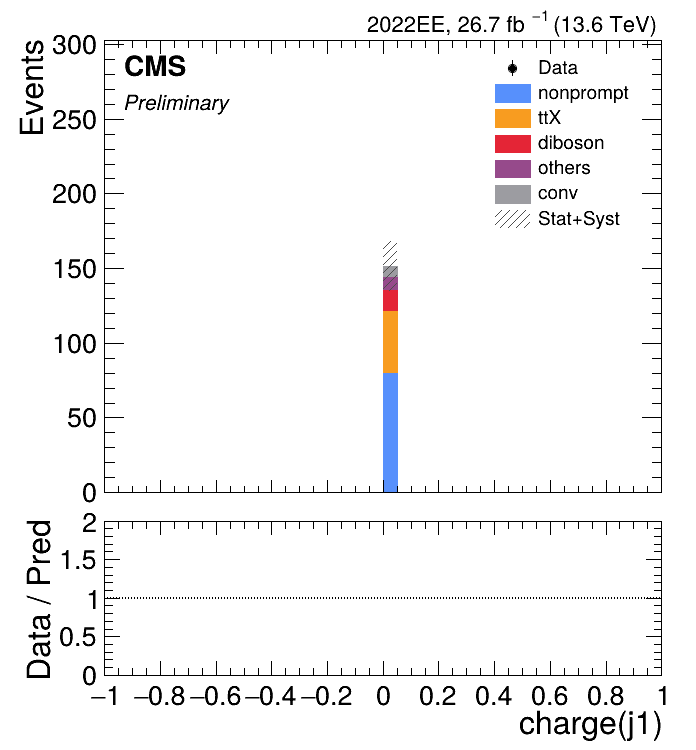 2022EE, 26.7 fb⁻¹ (13.6 TeV)
Events
CMS
Preliminary
Data
nonprompt
ttX
diboson
others
conv
Stat+Syst
300
250
200
150
100
50
0
Data / Pred
2
1.5
1
0.5
0
−1 −0.8 −0.6 −0.4 −0.2 0 0.2 0.4 0.6 0.8 1
charge(j1)